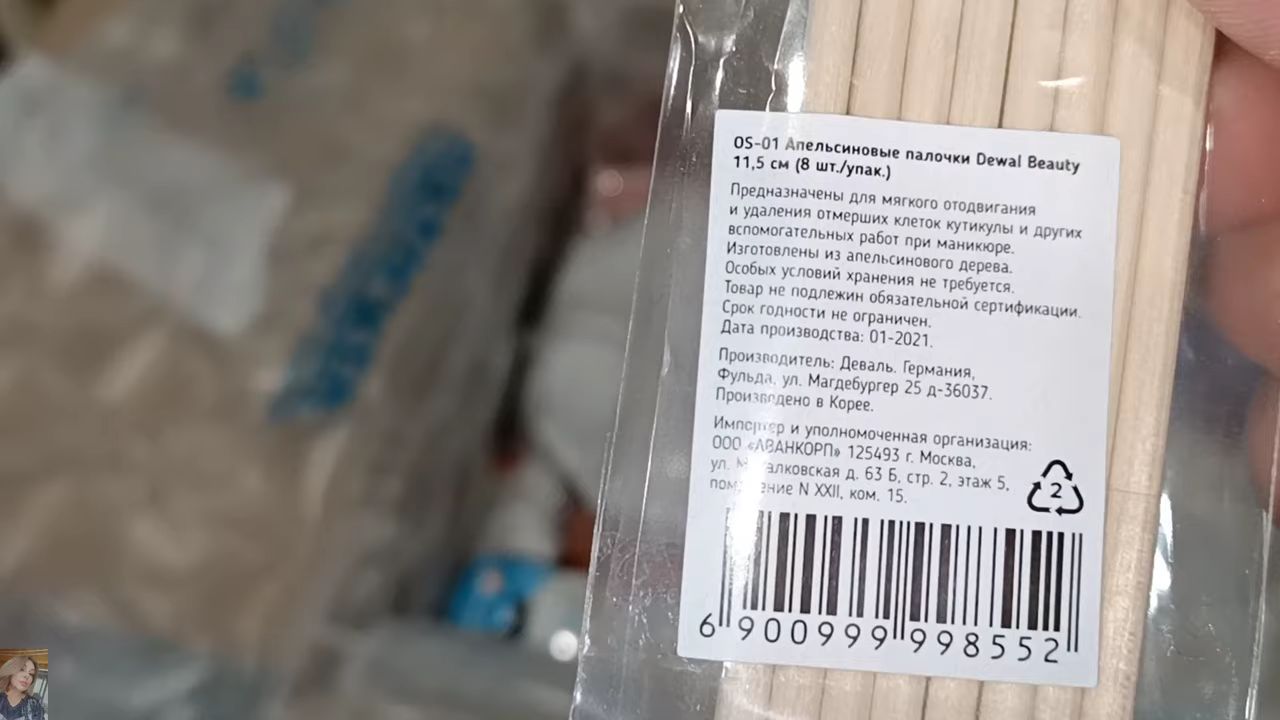 OS-01 Апельсиновые палочки Dewal Beauty
11,5 см (8 шт./упак.)
Предназначены для мягкого отодвигания
и удаления отмерших клеток кутикулы и других
вспомогательных работ при маникюре.
Изготовлены из апельсинового дерева.
Особых условий хранения не требуется.
Товар не подлежин обязательной сертификации.
Срок годности не ограничен.
Дата производства: 01-2021.
Производитель: Деваль. Германия,
Фульда, ул. Магдебургер 25 д-36037.
Произведено в Корее.
Импортер и уполномоченная организация:
ООО «АВАНКОРП» 125493 г. Москва,
ул. д. 63 Б, стр. 2, этаж 5,
N XXII, ком. 15.
2
6 900999 998552